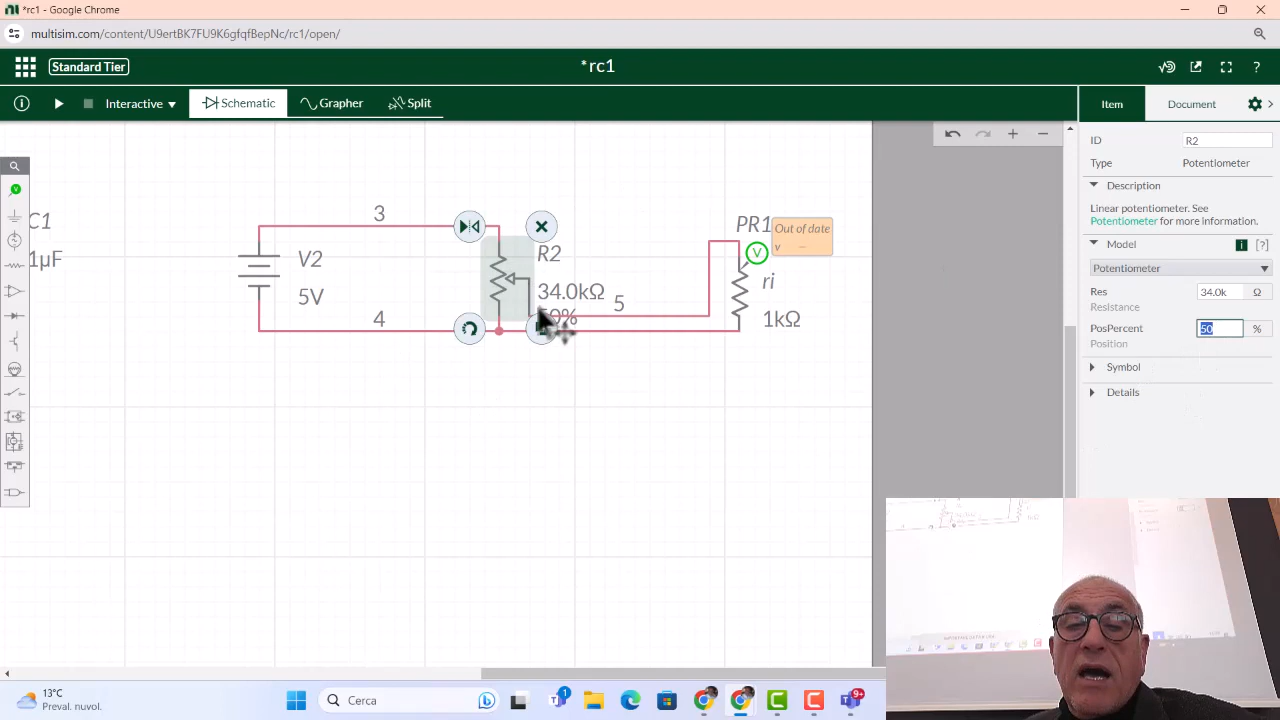 *rc1
multisim.com/content/U9ertBK7FU9K6gfqfBepNc/rc1/open/
Standard Tier
*rc1
?
Interactive
Schematic
Grapher
Split
Item
Document
ID
R2
Type
Potentiometer
Description
Linear potentiometer. See
Potentiometer for more information.
Model
i
[?]
Potentiometer
Res
34.0k
Ω
Resistance
PosPercent
50
%
Position
Symbol
Details
C1
1µF
3
V2
5V
4
R2
34.0kΩ
50%
5
PR1
V
Out of date
v –
ri
1kΩ
13°C
Preval. nuvol.
Cerca
1
9+